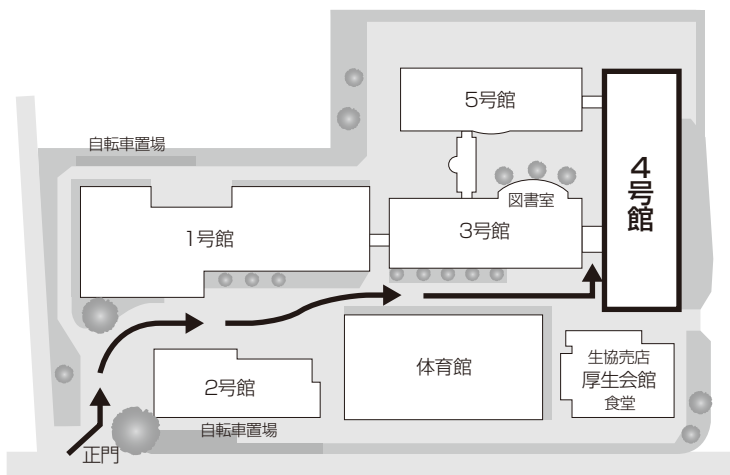 5号館
自転車置場
4号館
図書室
1号館
3号館
生協売店
体育館
厚生会館
2号館
食堂
自転車置場
正門